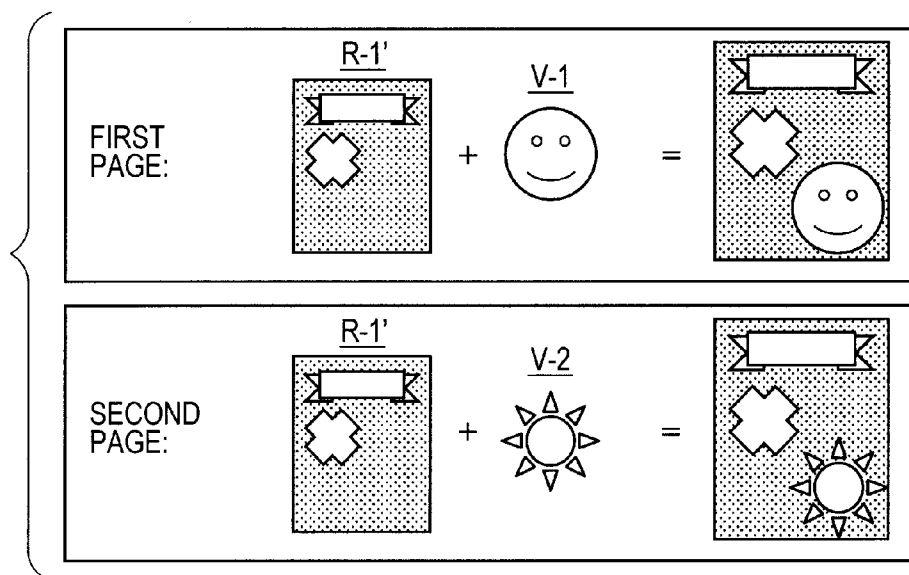 R-1'
V-1
FIRST
PAGE:
+
=
R-1'
V-2
SECOND
PAGE:
+
=